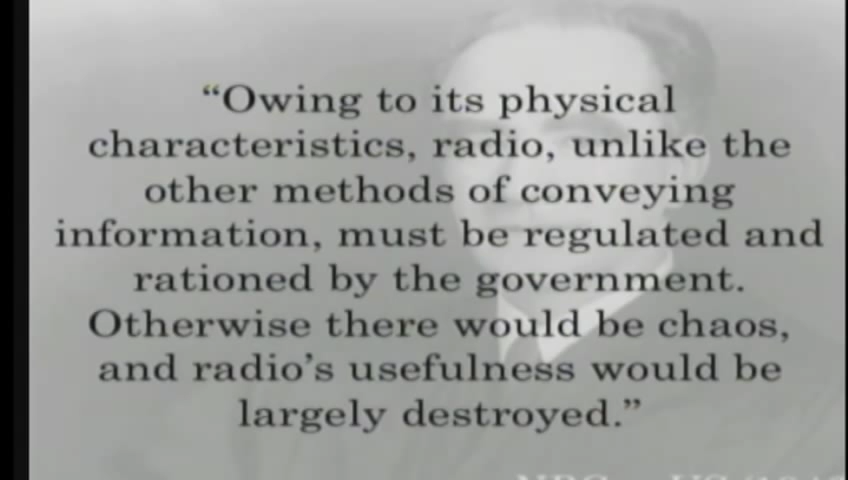 “Owing to its physical
characteristics, radio, unlike the
other methods of conveying
information, must be regulated and
rationed by the government.
Otherwise there would be chaos,
and radio’s usefulness would be
largely destroyed.”